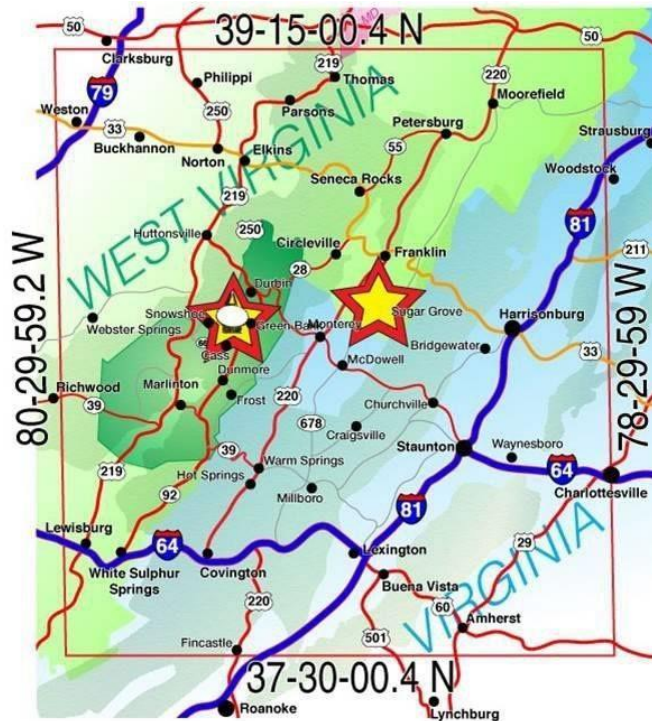 39-15-00.4 N
50
50
Clarksburg
MD
219
220
79
Philippi
Thomas
Weston
250
Parsons
Moorefield
33
Petersburg
Strausburg
Buckhannon
55
Norton
Elkins
Woodstock
WEST VIRGINIA
219
Seneca Rocks
81
Huttonsville
250
Circleville
Franklin
211
28
80-29-59.2 W
Durbin
78-29-59 W
Snowshoe
Green Bank
Monterey
Sugar Grove
Harrisonburg
Webster Springs
66
Cass
McDowell
Bridgewater
33
Dunmore
Richwood
Marlinton
220
39
Frost
Churchville
678
Craigsville
Staunton
Waynesboro
39
Warm Springs
219
Hot Springs
64
92
Millboro
Charlottesville
81
Lewisburg
64
29
White Sulphur
Springs
Covington
Lexington
Buena Vista
VIRGINIA
220
60
Amherst
501
Fincastle
37-30-00.4 N
Roanoke
Lynchburg